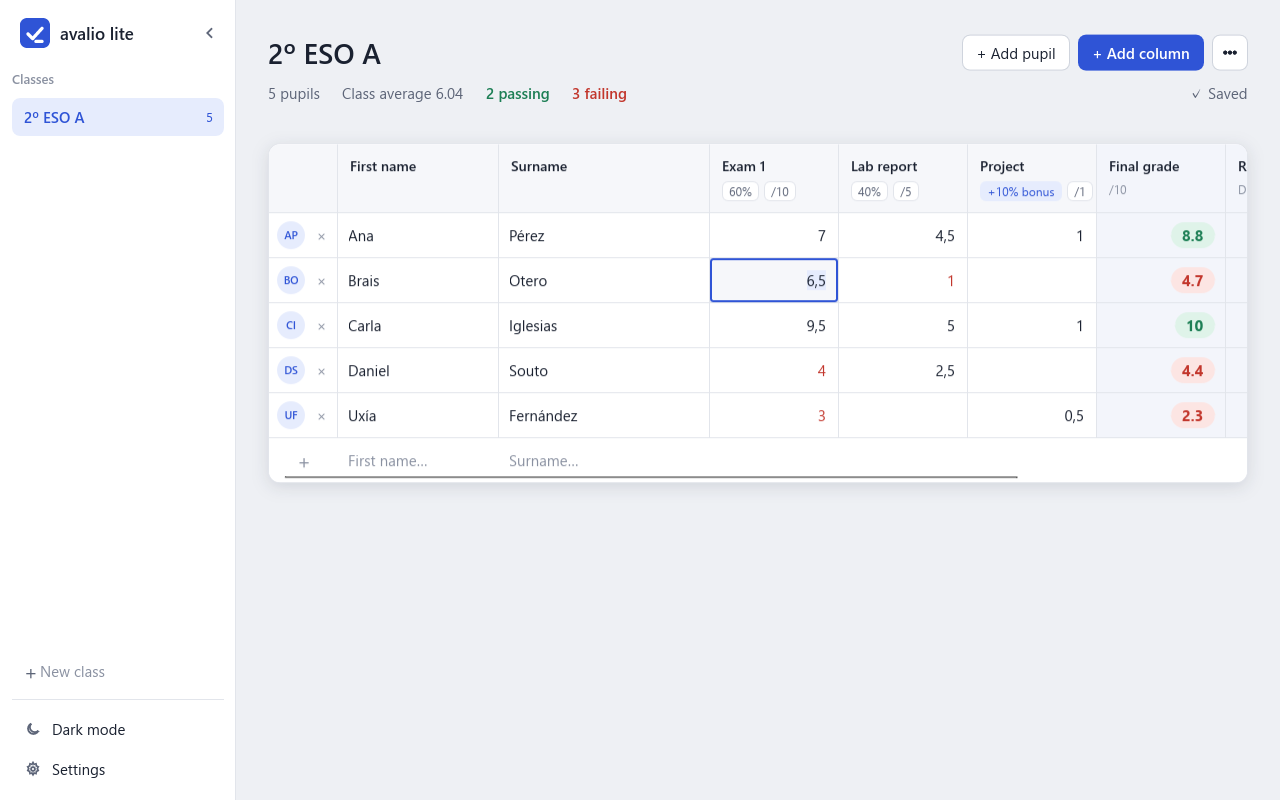 avalio lite
Classes
2º ESO A 5
+ New class
Dark mode
Settings
2º ESO A
+ Add pupil + Add column •••
5 pupils Class average 6.04 2 passing 3 failing ✓ Saved
First name Surname Exam 1 Lab report Project Final grade R
60% /10 40% /5 +10% bonus /1 /10 D
AP × Ana Pérez 7 4,5 1 8.8
BO × Brais Otero 6,5 1 4.7
CI × Carla Iglesias 9,5 5 1 10
DS × Daniel Souto 4 2,5 4.4
UF × Uxía Fernández 3 0,5 2.3
+ First name... Surname...